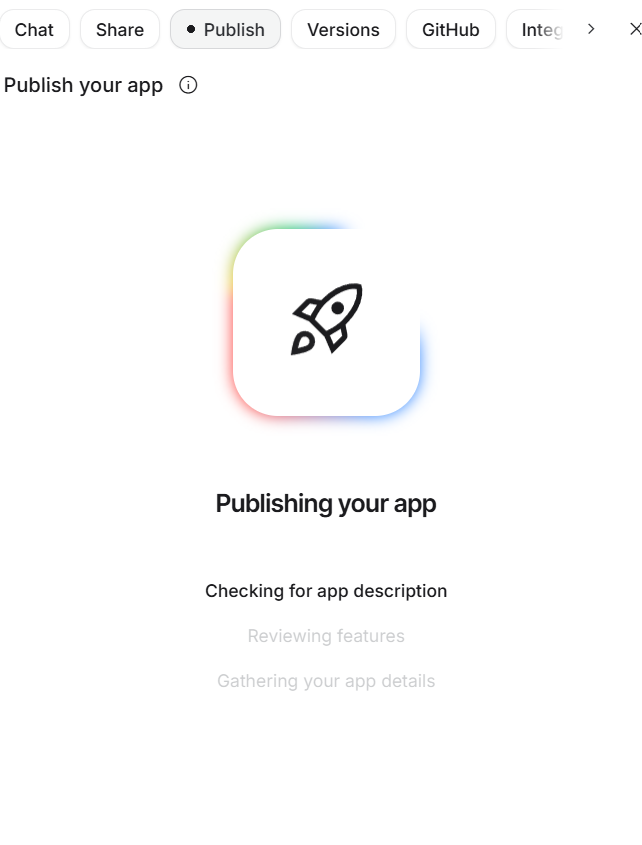 Chat Share Publish Versions GitHub Integ
Publish your app
Publishing your app
Checking for app description
Reviewing features
Gathering your app details